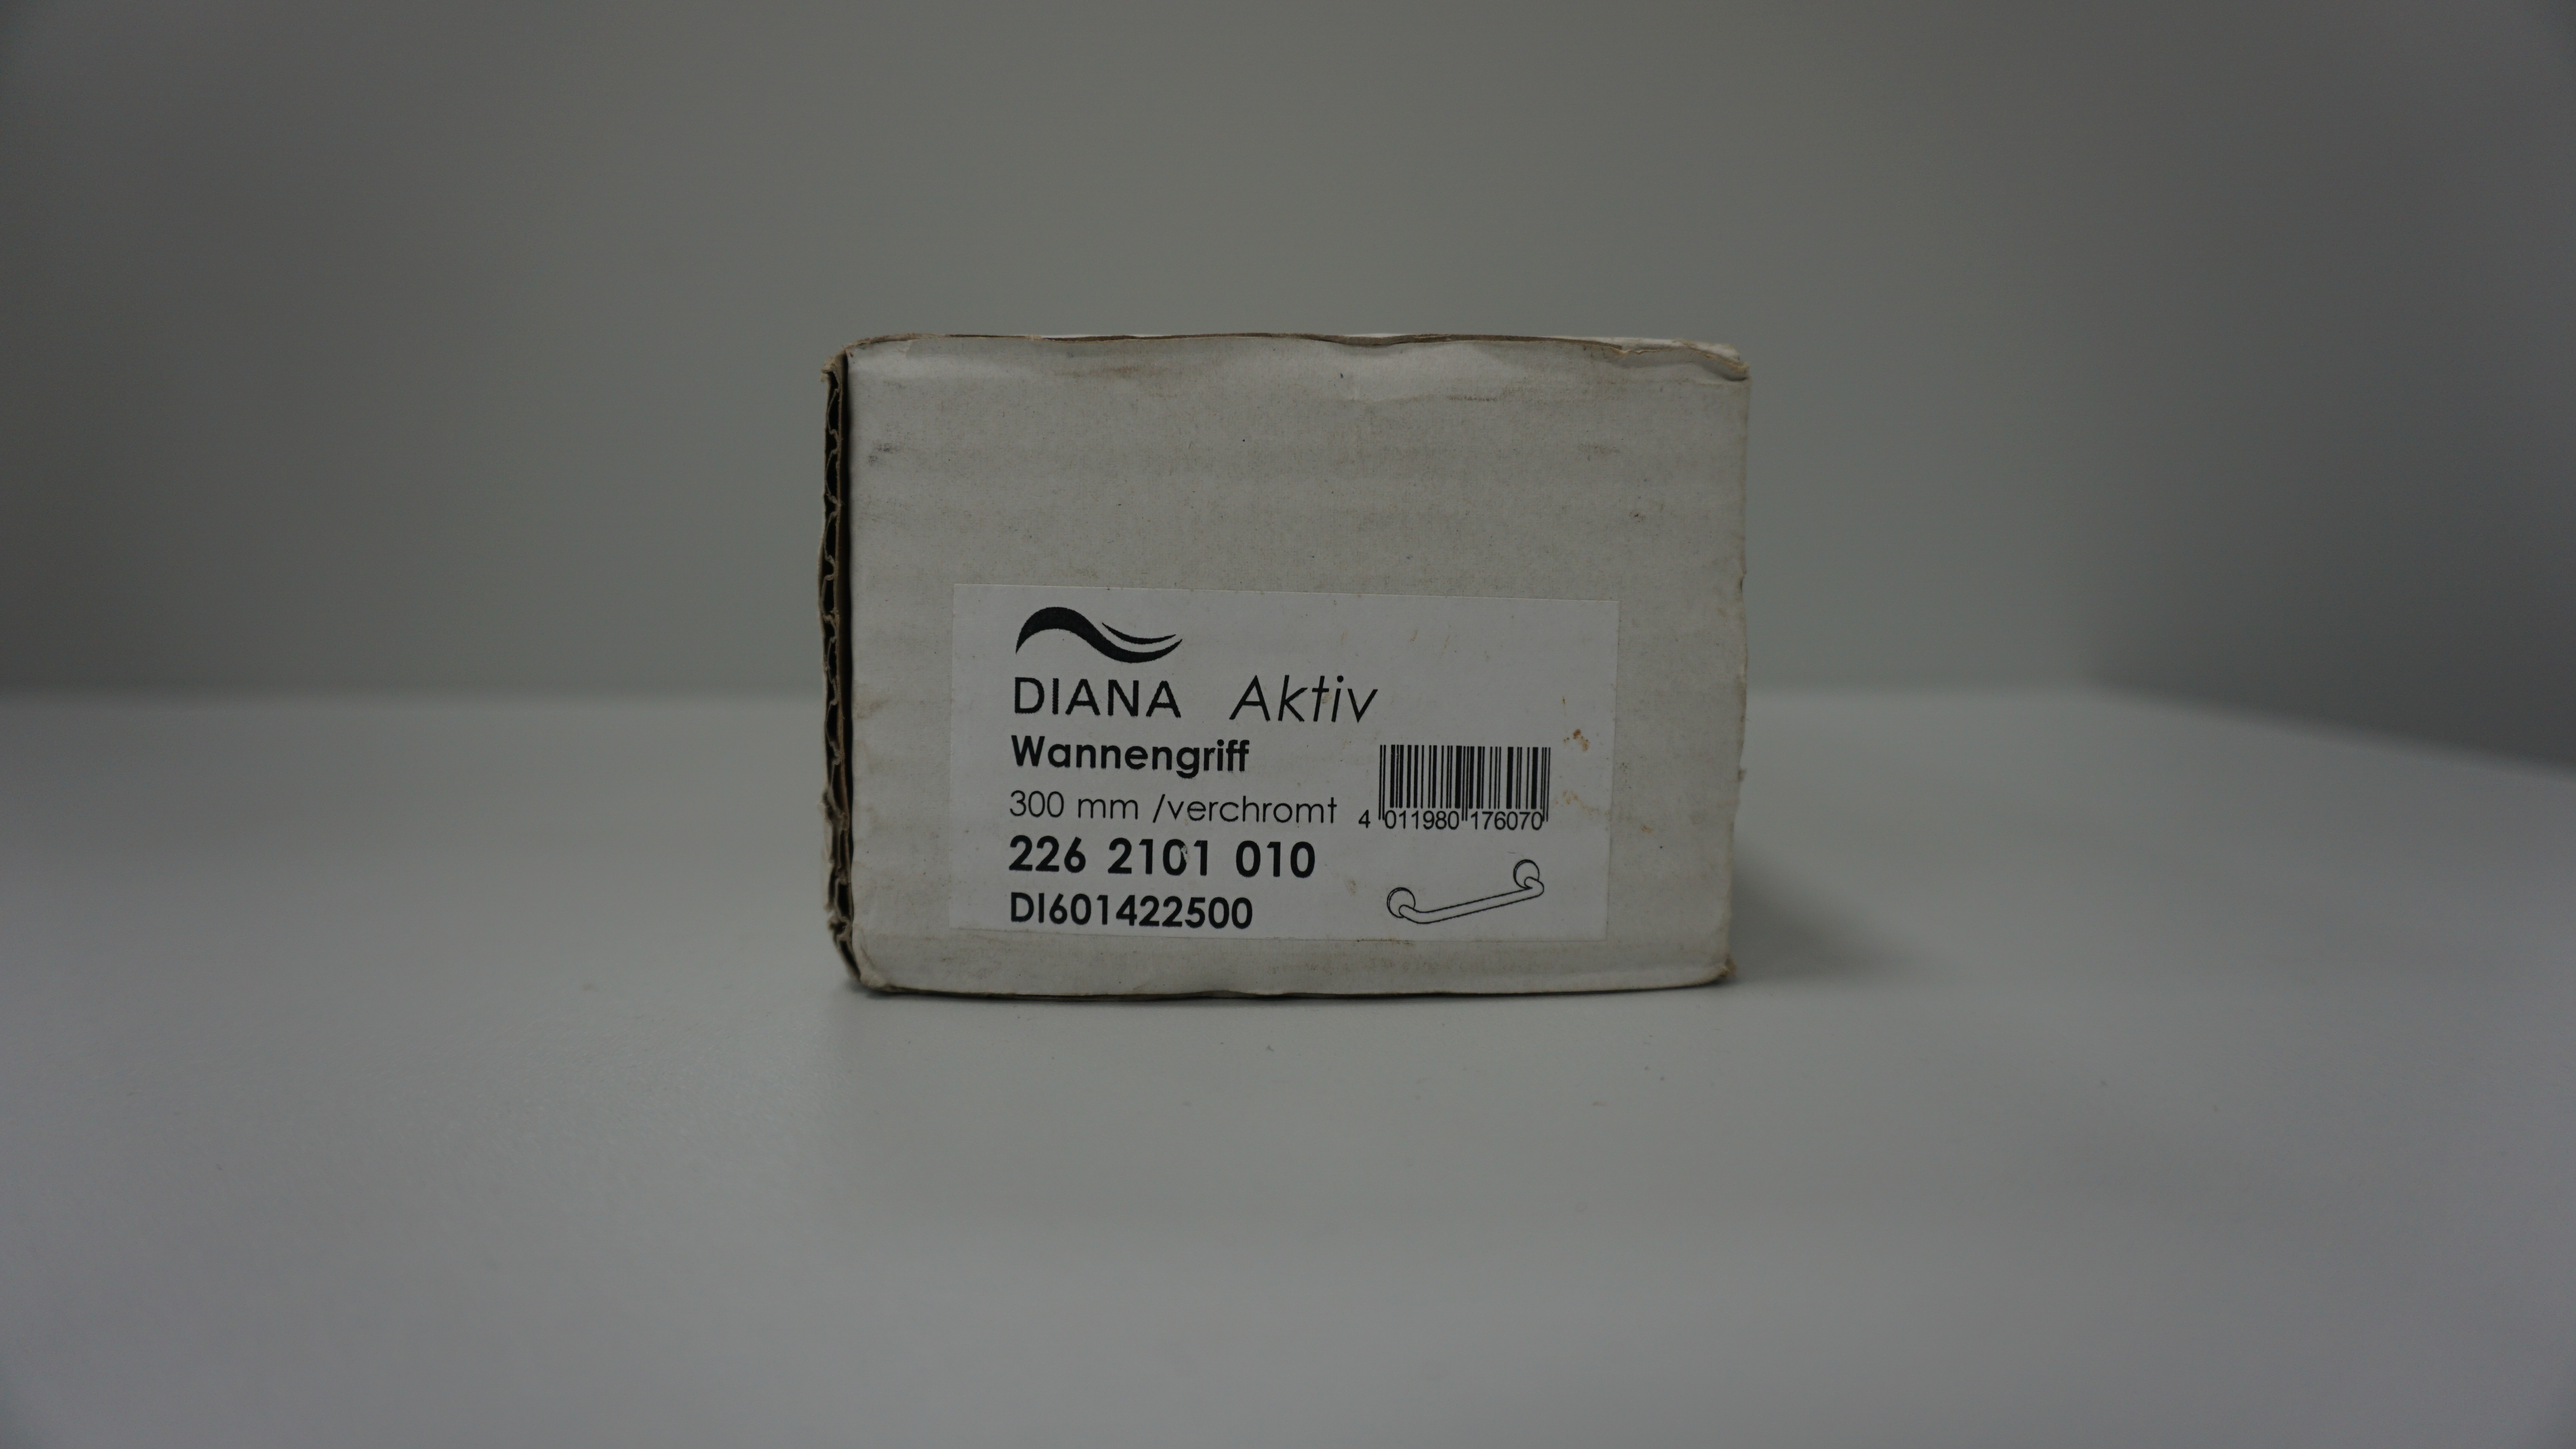 DIANA Aktiv
Wannengriff
300 mm /verchromt
4 011980 176070
226 2101 010
DI601422500